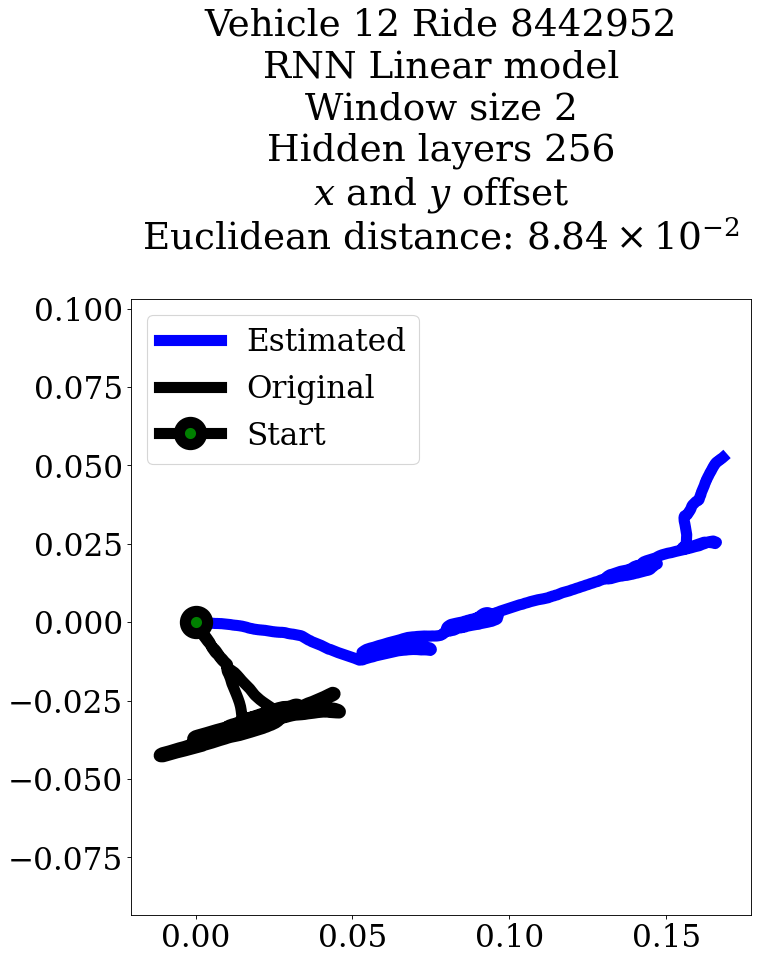 Vehicle 12 Ride 8442952
RNN Linear model
Window size 2
Hidden layers 256
x and y offset
Euclidean distance: 8.84 × 10⁻²
Estimated
Original
Start
0.100
0.075
0.050
0.025
0.000
−0.025
−0.050
−0.075
0.00 0.05 0.10 0.15